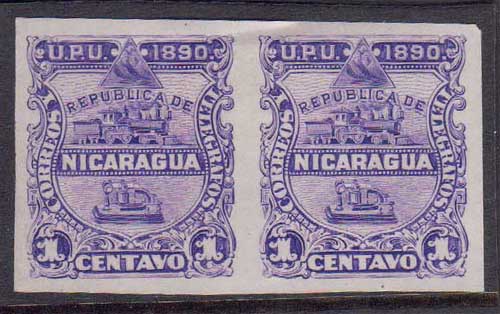 U.P.U. 1890
REPUBLICA DE
CORREOS
TELEGRAFOS
NICARAGUA
1 1
CENTAVO
U.P.U. 1890
REPUBLICA DE
CORREOS
TELEGRAFOS
NICARAGUA
1 1
CENTAVO